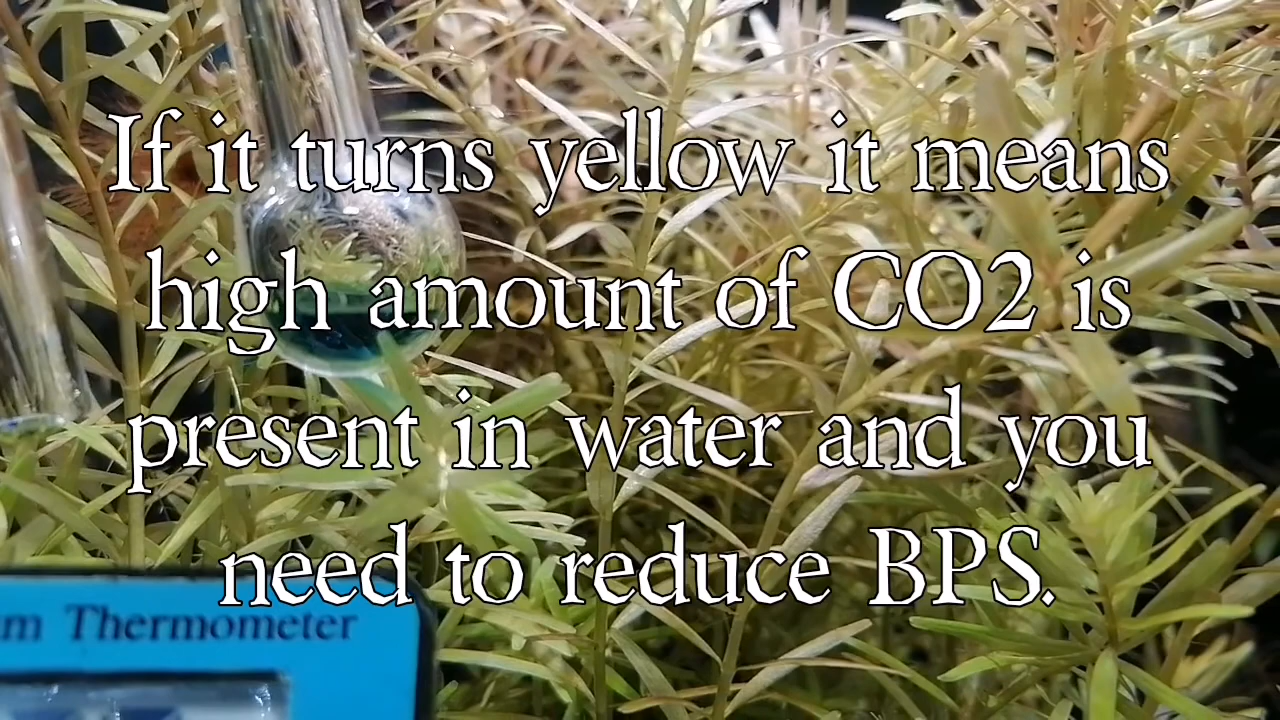 If it turns yellow it means
high amount of CO2 is
present in water and you
need to reduce BPS.
Thermometer